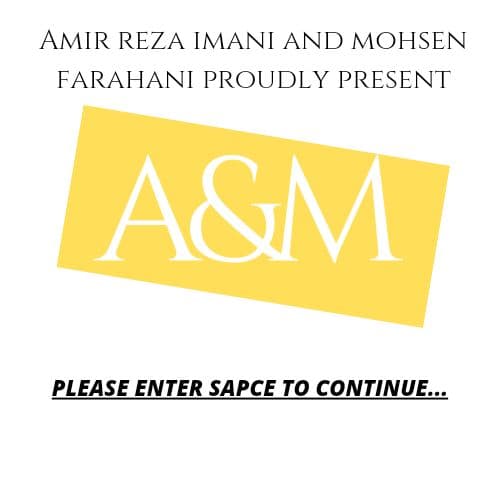 Amir reza imani and mohsen
farahani proudly present
A&M
PLEASE ENTER SAPCE TO CONTINUE...